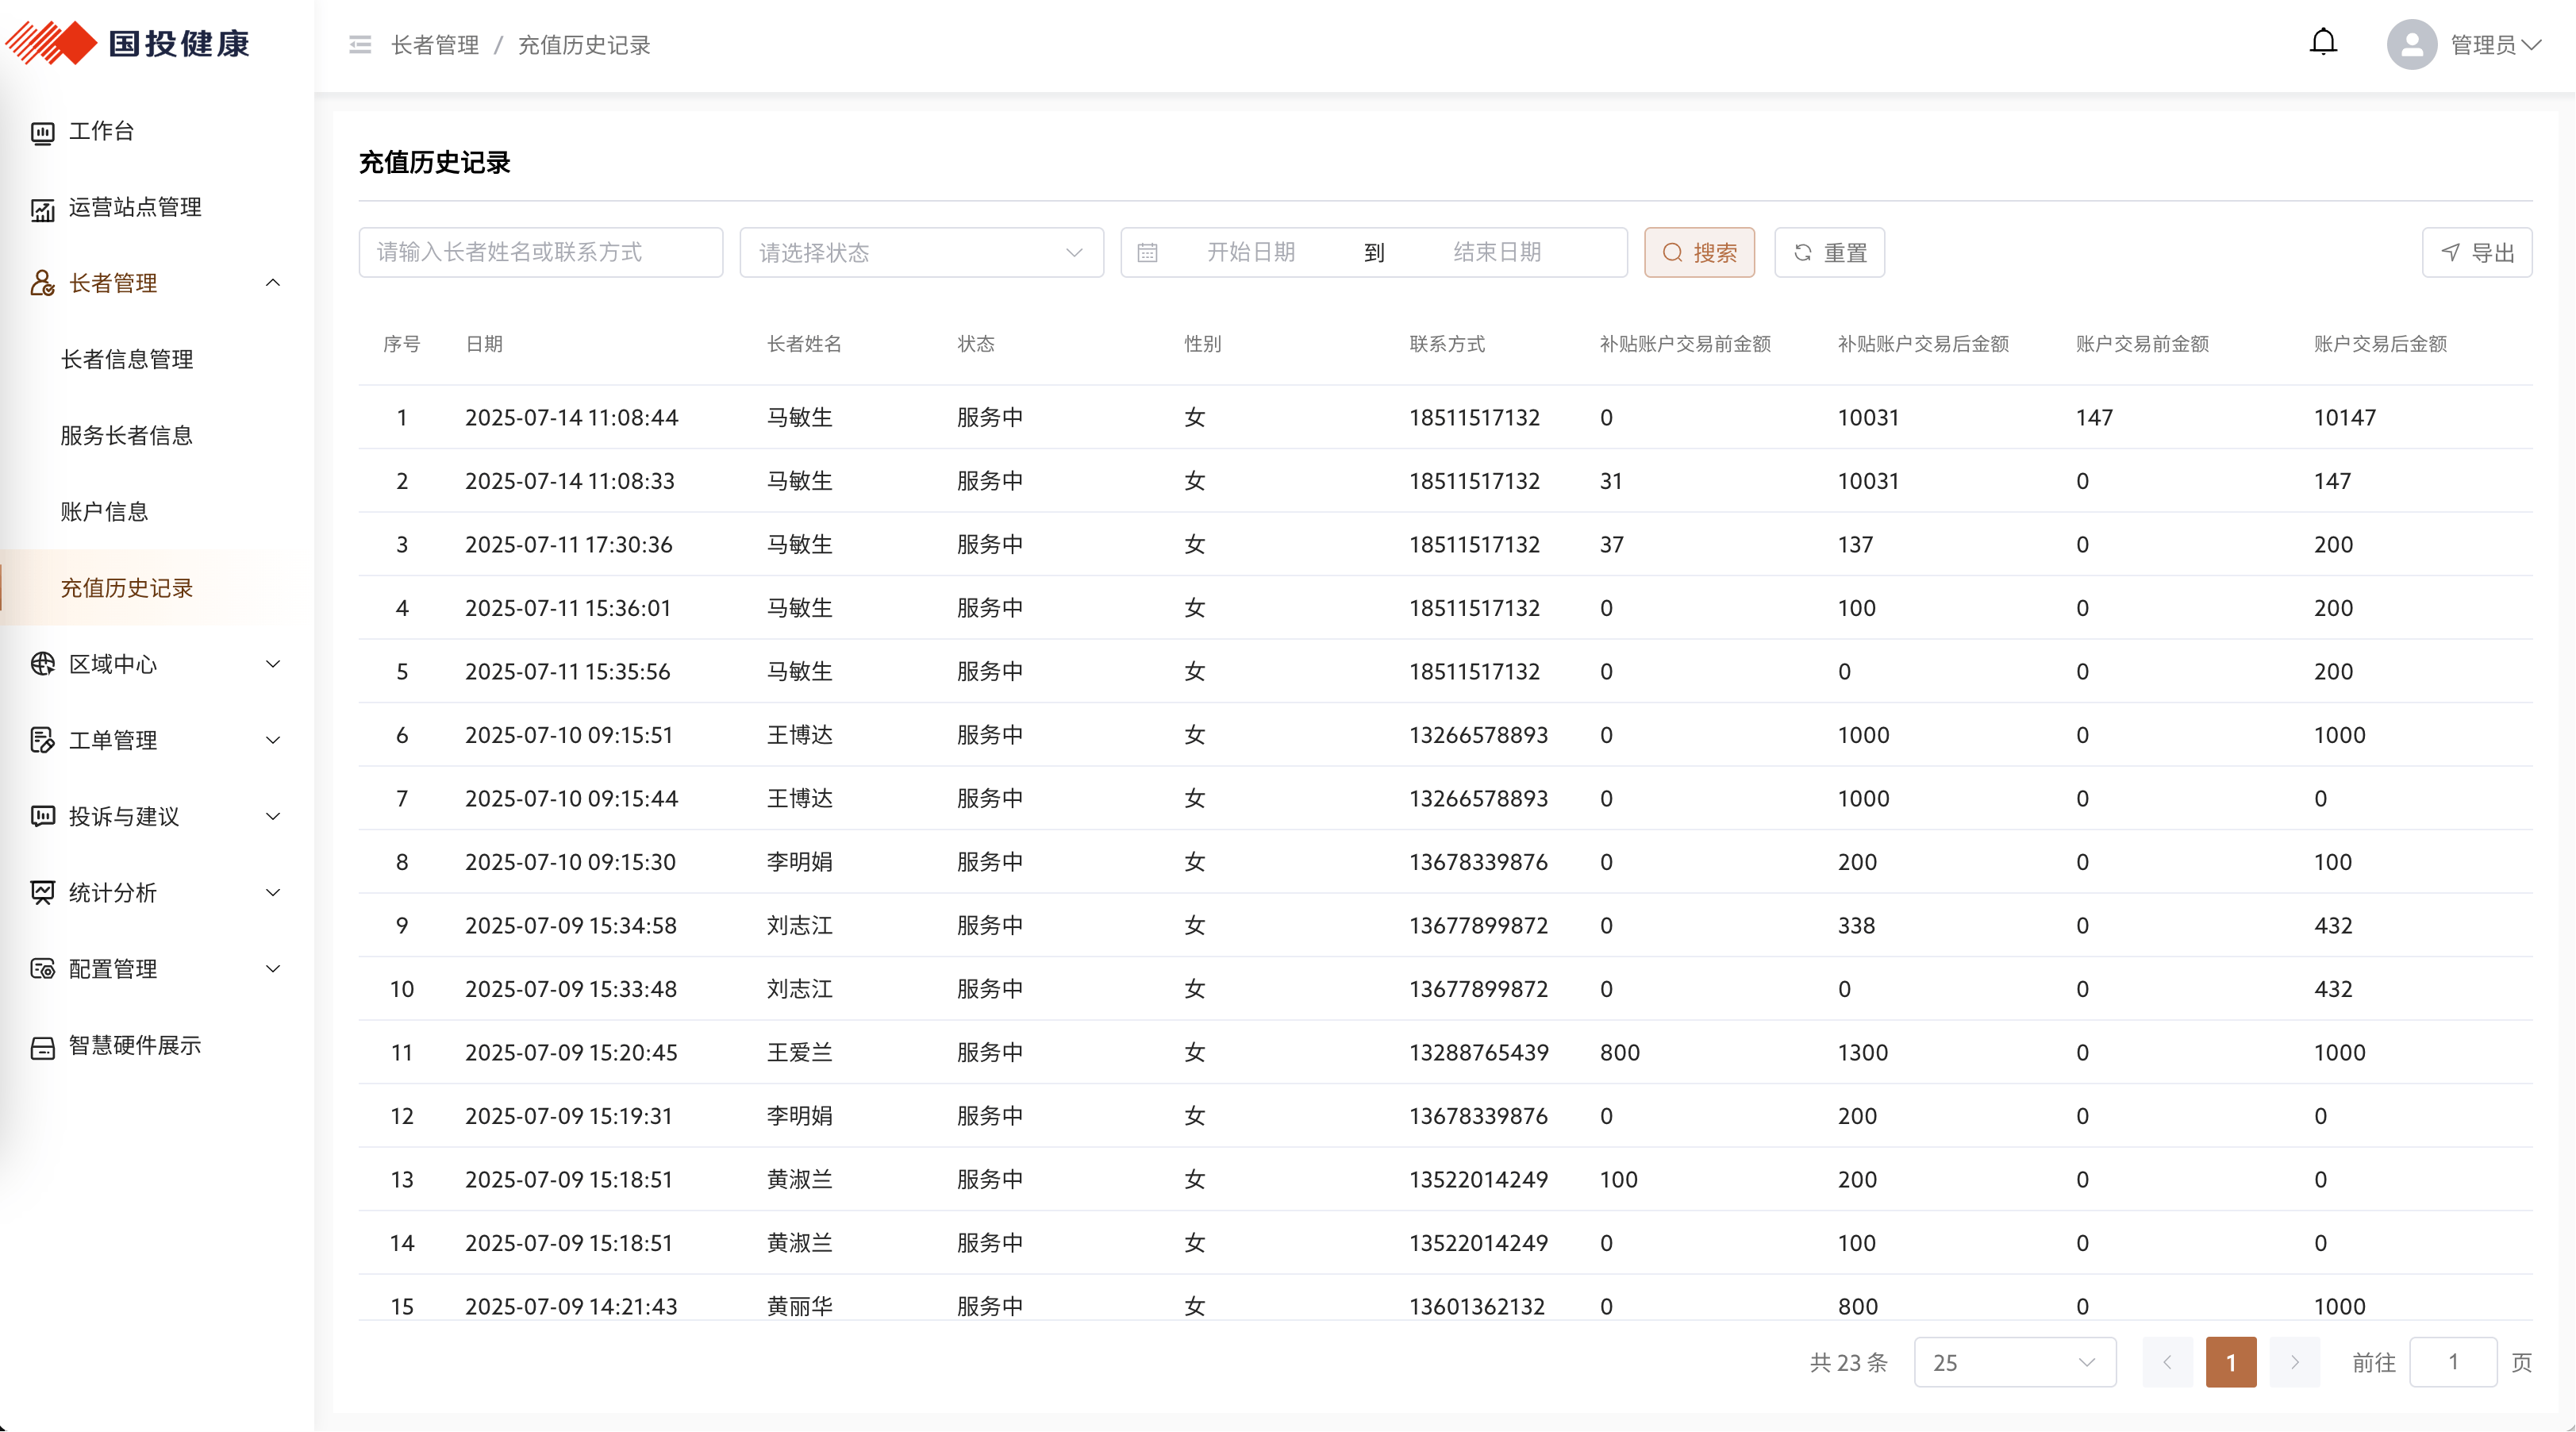 国投健康
长者管理 / 充值历史记录
管理员
工作台
运营站点管理
长者管理
长者信息管理
服务长者信息
账户信息
充值历史记录
区域中心
工单管理
投诉与建议
统计分析
配置管理
智慧硬件展示
充值历史记录
请输入长者姓名或联系方式 请选择状态 开始日期 到 结束日期 搜索 重置 导出
序号 日期 长者姓名 状态 性别 联系方式 补贴账户交易前金额 补贴账户交易后金额 账户交易前金额 账户交易后金额
1 2025-07-14 11:08:44 马敏生 服务中 女 18511517132 0 10031 147 10147
2 2025-07-14 11:08:33 马敏生 服务中 女 18511517132 31 10031 0 147
3 2025-07-11 17:30:36 马敏生 服务中 女 18511517132 37 137 0 200
4 2025-07-11 15:36:01 马敏生 服务中 女 18511517132 0 100 0 200
5 2025-07-11 15:35:56 马敏生 服务中 女 18511517132 0 0 0 200
6 2025-07-10 09:15:51 王博达 服务中 女 13266578893 0 1000 0 1000
7 2025-07-10 09:15:44 王博达 服务中 女 13266578893 0 1000 0 0
8 2025-07-10 09:15:30 李明娟 服务中 女 13678339876 0 200 0 100
9 2025-07-09 15:34:58 刘志江 服务中 女 13677899872 0 338 0 432
10 2025-07-09 15:33:48 刘志江 服务中 女 13677899872 0 0 0 432
11 2025-07-09 15:20:45 王爱兰 服务中 女 13288765439 800 1300 0 1000
12 2025-07-09 15:19:31 李明娟 服务中 女 13678339876 0 200 0 0
13 2025-07-09 15:18:51 黄淑兰 服务中 女 13522014249 100 200 0 0
14 2025-07-09 15:18:51 黄淑兰 服务中 女 13522014249 0 100 0 0
15 2025-07-09 14:21:43 黄丽华 服务中 女 13601362132 0 800 0 1000
共 23 条 25 1 前往 1 页